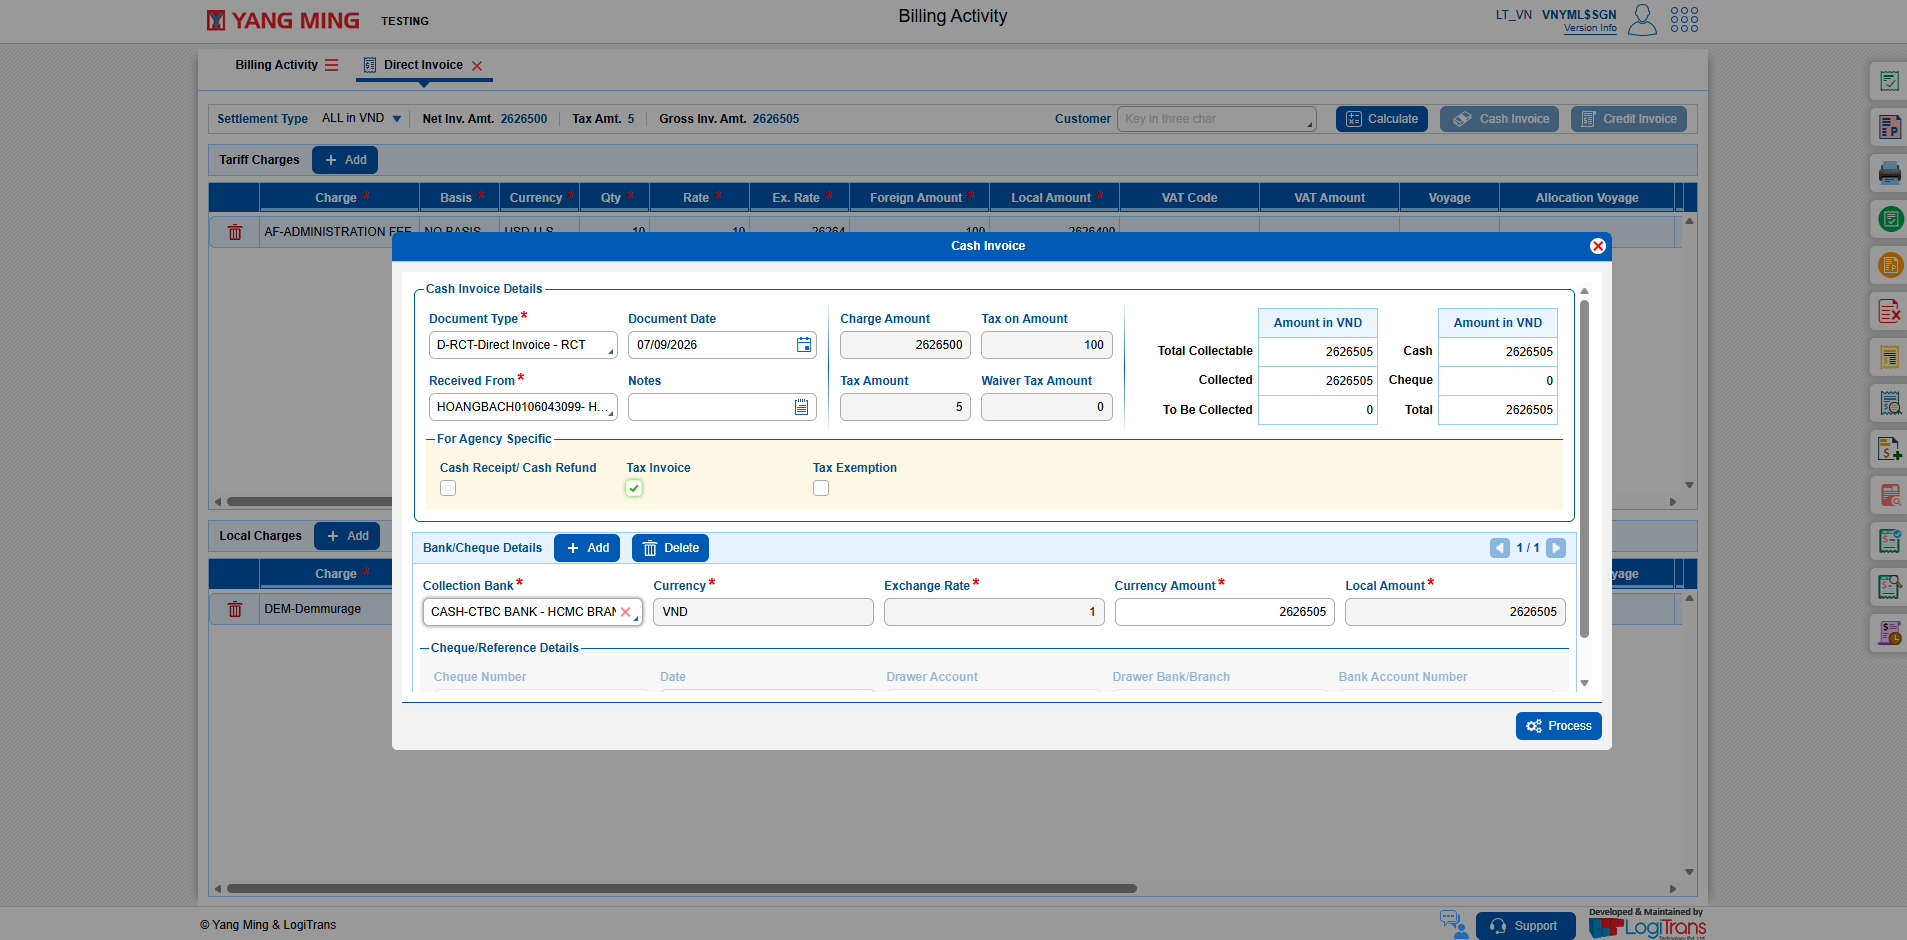 YANG MING TESTING
Billing Activity
LT_VN VNYML$SGN
Version Info
Billing Activity
Direct Invoice
Settlement Type ALL in VND Net Inv. Amt. 2626500 Tax Amt. 5 Gross Inv. Amt. 2626505 Customer Key in three char Calculate Cash Invoice Credit Invoice
Tariff Charges + Add
Charge * Basis * Currency * Qty * Rate * Ex. Rate * Foreign Amount * Local Amount * VAT Code VAT Amount Voyage Allocation Voyage
AF-ADMINISTRATION FEE NO BASIS USD-U.S. 10 10 26264 100 2626400
Cash Invoice
Cash Invoice Details
Document Type * Document Date Charge Amount Tax on Amount
D-RCT-Direct Invoice - RCT 07/09/2026 2626500 100
Received From * Notes Tax Amount Waiver Tax Amount
HOANGBACH0106043099- H... 5 0
Amount in VND Amount in VND
Total Collectable 2626505 Cash 2626505
Collected 2626505 Cheque 0
To Be Collected 0 Total 2626505
For Agency Specific
Cash Receipt/ Cash Refund Tax Invoice Tax Exemption
Bank/Cheque Details + Add Delete 1 / 1
Collection Bank * Currency * Exchange Rate * Currency Amount * Local Amount *
CASH-CTBC BANK - HCMC BRAN VND 1 2626505 2626505
Cheque/Reference Details
Cheque Number Date Drawer Account Drawer Bank/Branch Bank Account Number
Process
Local Charges + Add
Charge * yage
DEM-Demmurage
© Yang Ming & LogiTrans
Support
Developed & Maintained by
LogiTrans